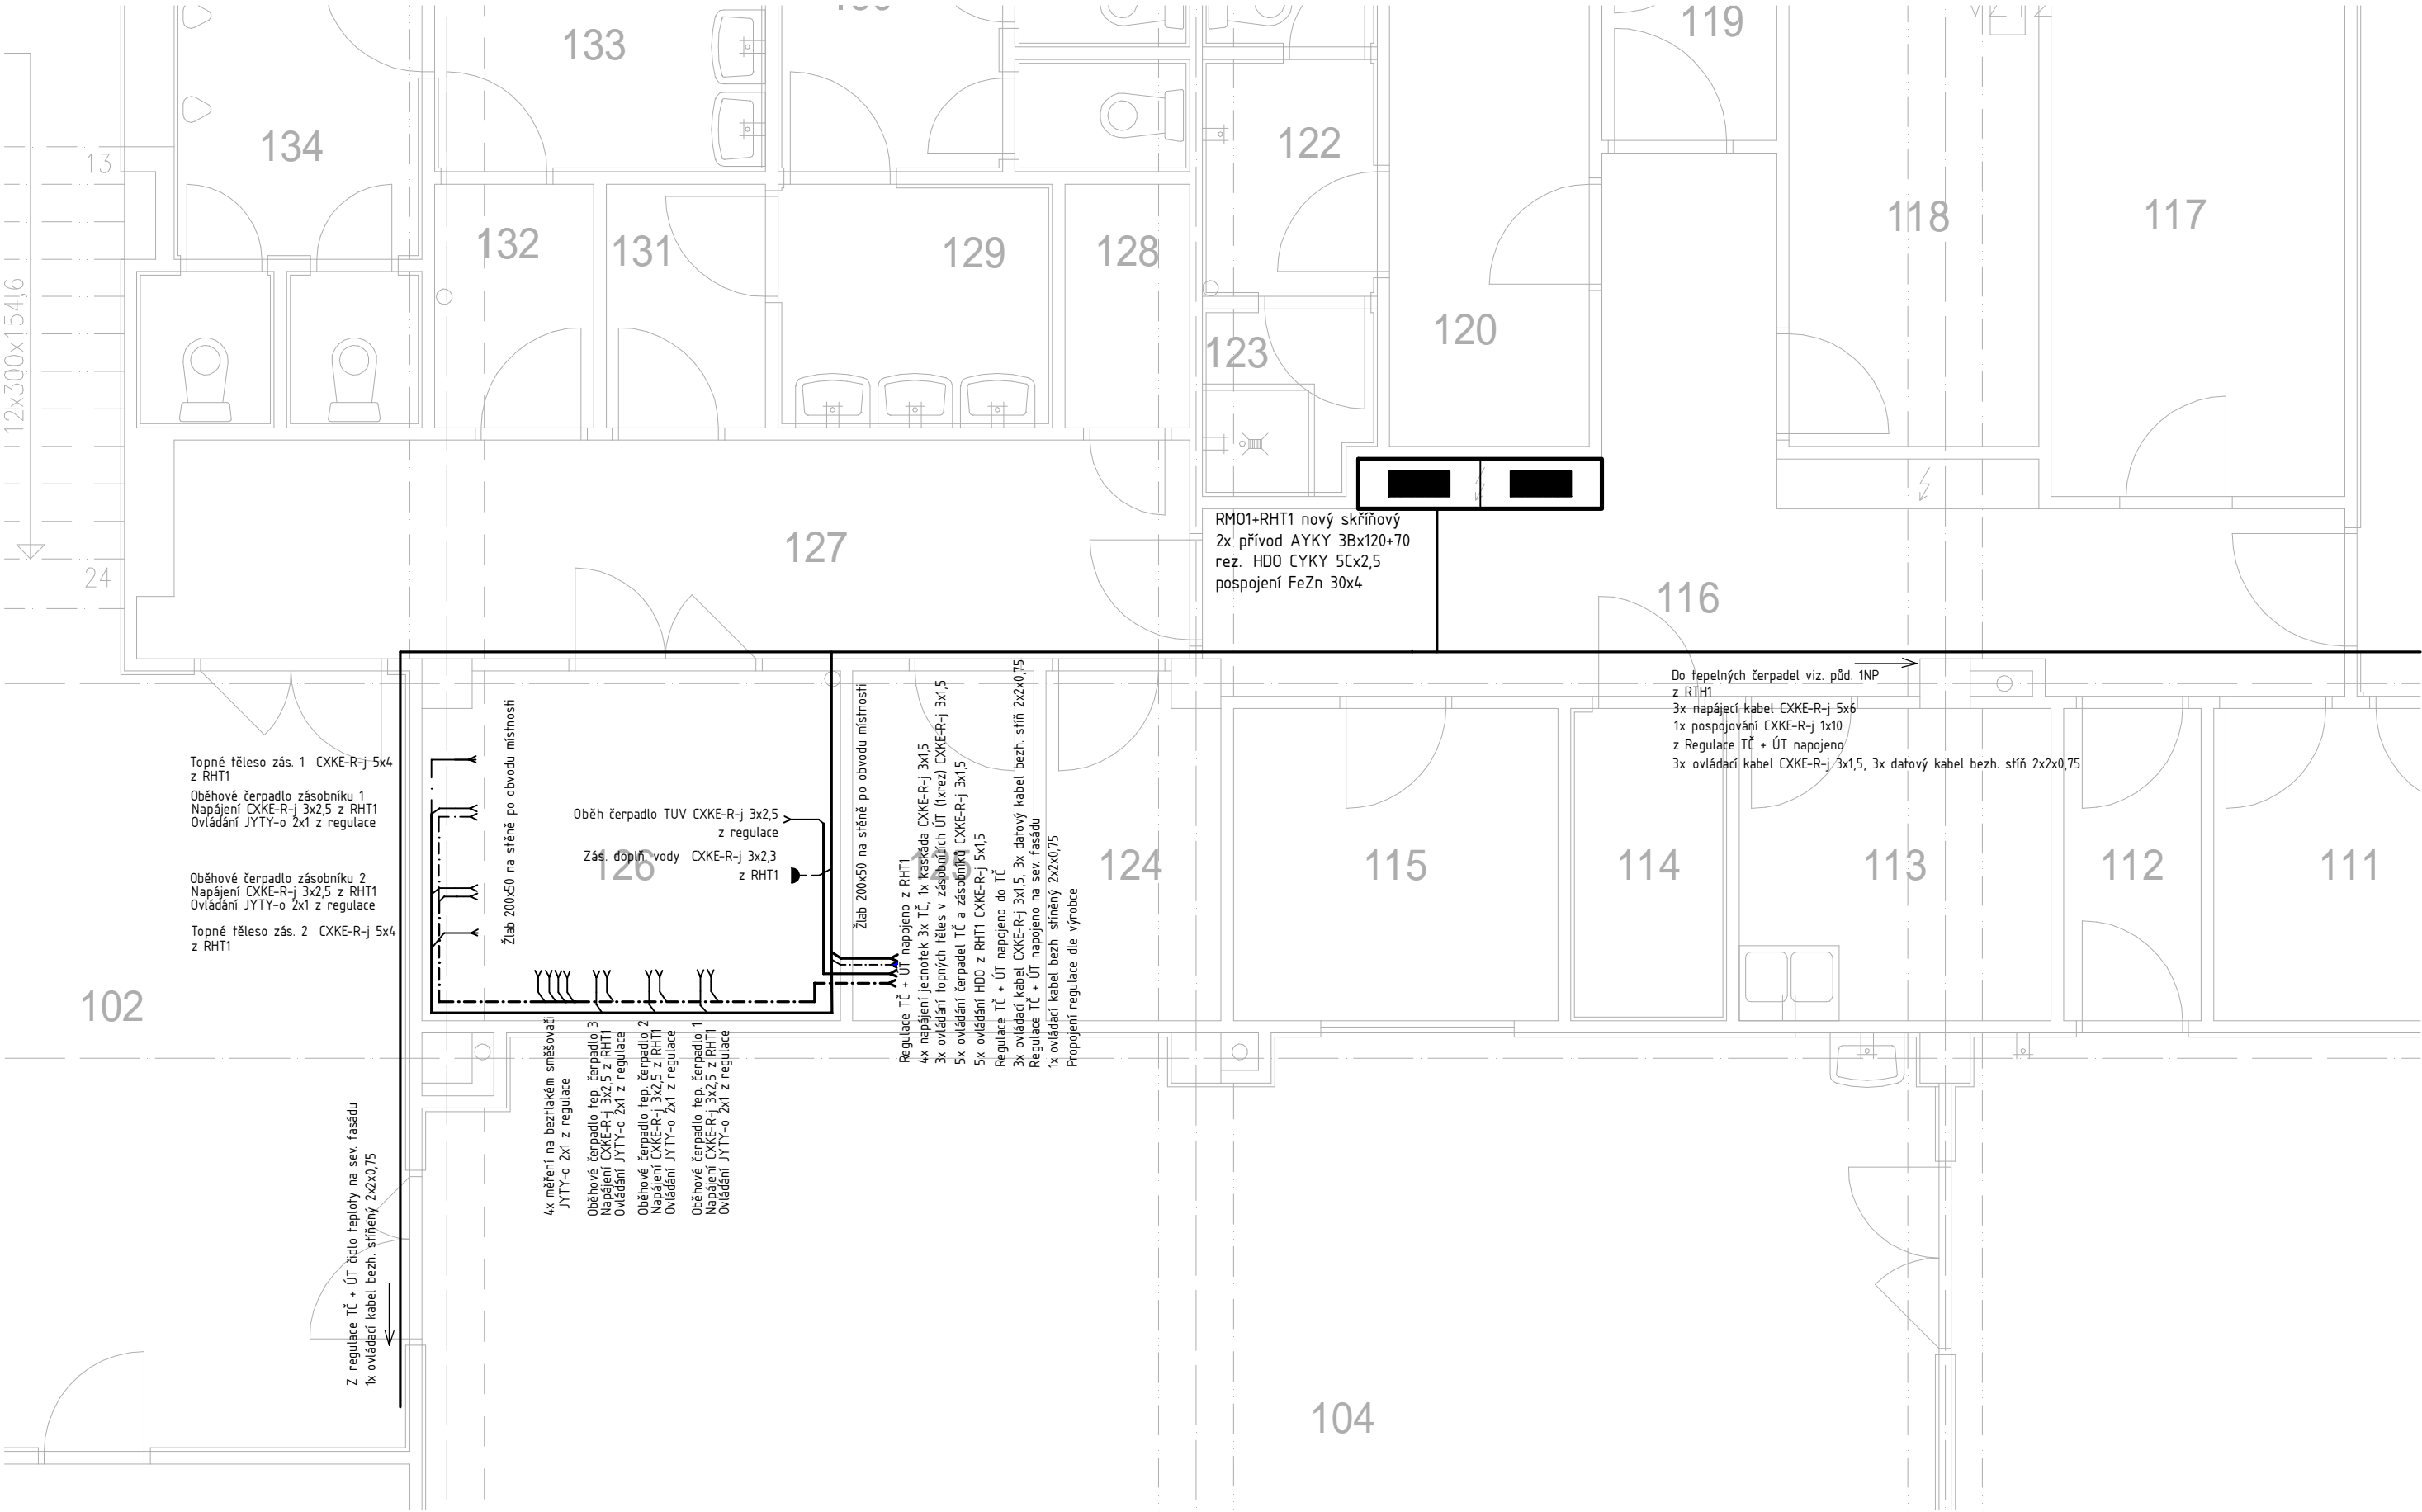 133
119
134
122
13
118
117
132
131
129
128
12x300x154,6
120
123
RM01+RHT1 nový skříňový
2x přívod AYKY 3Bx120+70
rez. HDO CYKY 5Cx2,5
pospojení FeZn 30x4
127
24
116
Do tepelných čerpadel viz. půd. 1NP
z RTH1
3x napájecí kabel CXKE-R-j 5x6
1x pospojování CXKE-R-j 1x10
z Regulace TČ + ÚT napojeno
3x ovládací kabel CXKE-R-j 3x1,5, 3x datový kabel bezh. stíň 2x2x0,75
Topné těleso zás. 1 CXKE-R-j 5x4
z RHT1
Oběhové čerpadlo zásobníku 1
Napájení CXKE-R-j 3x2,5 z RHT1
Ovládání JYTY-o 2x1 z regulace
Oběhové čerpadlo zásobníku 2
Napájení CXKE-R-j 3x2,5 z RHT1
Ovládání JYTY-o 2x1 z regulace
Topné těleso zás. 2 CXKE-R-j 5x4
z RHT1
Žlab 200x50 na stěně po obvodu místnosti
Oběh čerpadlo TUV CXKE-R-j 3x2,5
z regulace
Zás. doplň. vody CXKE-R-j 3x2,3
z RHT1
126
Žlab 200x50 na stěně po obvodu místnosti
125
124
115
114
113
112
111
Regulace TČ + ÚT napojeno z RHT1
4x napájení jednotek 3x TČ, 1x kaskáda CXKE-R-j 3x1,5
3x ovládání topných těles v zásobnících ÚT (1xrez) CXKE-R-j 3x1,5
5x ovládání čerpadel TČ a zásobníků CXKE-R-j 3x1,5
5x ovládání HDO z RHT1 CXKE-R-j 5x1,5
Regulace TČ + ÚT napojeno do TČ
3x ovládací kabel CXKE-R-j 3x1,5, 3x datový kabel bezh. stíň 2x2x0,75
Regulace TČ + ÚT napojeno na sev. fasádu
1x ovládací kabel bezh. stíněný 2x2x0,75
Propojení regulace dle výrobce
102
4x měření na beztlakém směšovači
JYTY-o 2x1 z regulace
Oběhové čerpadlo tep. čerpadlo 3
Napájení CXKE-R-j 3x2,5 z RHT1
Ovládání JYTY-o 2x1 z regulace
Oběhové čerpadlo tep. čerpadlo 2
Napájení CXKE-R-j 3x2,5 z RHT1
Ovládání JYTY-o 2x1 z regulace
Oběhové čerpadlo tep. čerpadlo 1
Napájení CXKE-R-j 3x2,5 z RHT1
Ovládání JYTY-o 2x1 z regulace
Z regulace TČ + ÚT čidlo teploty na sev. fasádu
1x ovládací kabel bezh. stíňený 2x2x0,75
104